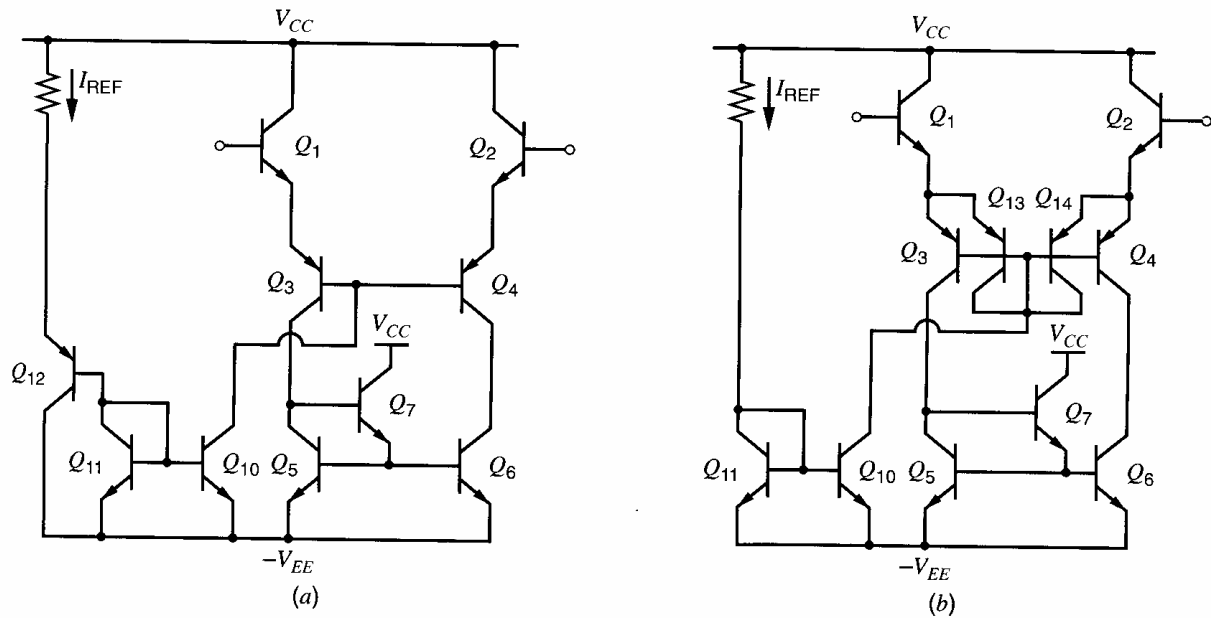 V_CC
I_REF
Q_1
Q_2
Q_3
Q_4
V_CC
Q_12
Q_7
Q_11
Q_10
Q_5
Q_6
−V_EE
(a)
V_CC
I_REF
Q_1
Q_2
Q_13
Q_14
Q_3
Q_4
V_CC
Q_7
Q_11
Q_10
Q_5
Q_6
−V_EE
(b)